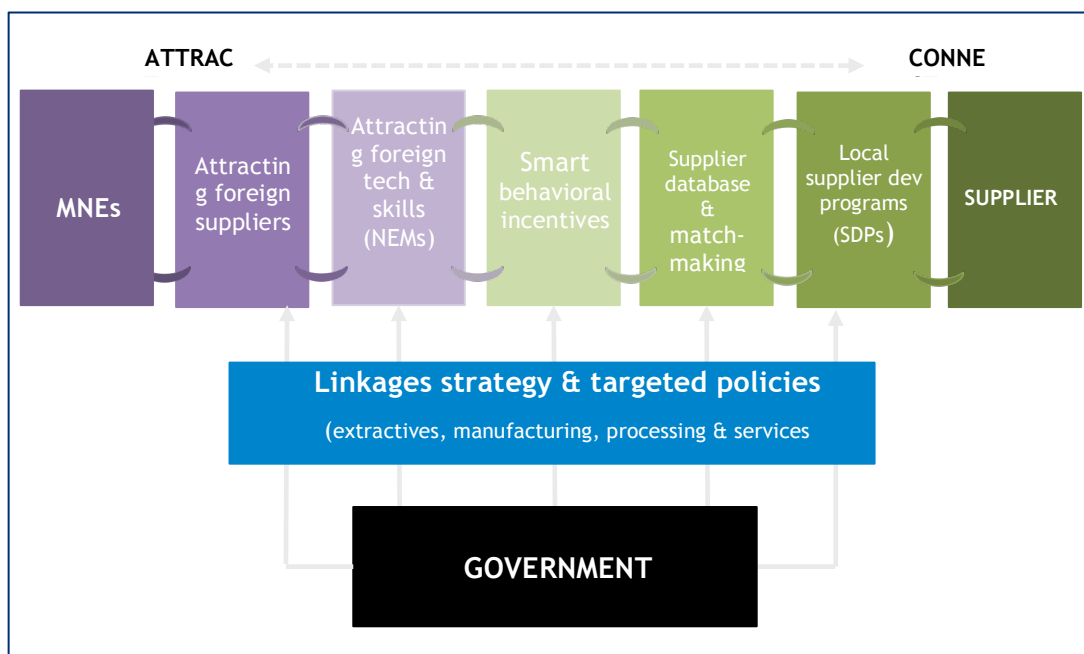 ATTRAC
CONNE
MNEs
Attractin
g foreign
suppliers
Attractin
g foreign
tech &
skills
(NEMs)
Smart
behavioral
incentives
Supplier
database
&
match-
making
Local
supplier dev
programs
(SDPs)
SUPPLIER
Linkages strategy & targeted policies
(extractives, manufacturing, processing & services
GOVERNMENT